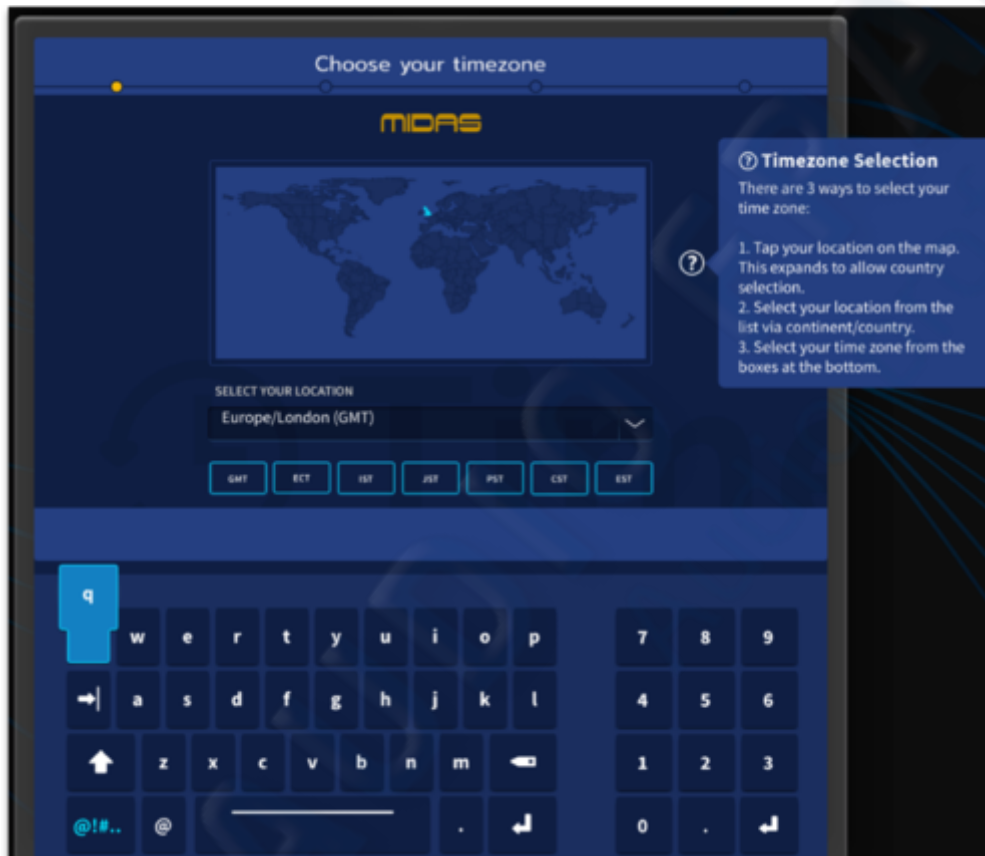 Choose your timezone
MIDAS
? Timezone Selection
There are 3 ways to select your
time zone:
1. Tap your location on the map.
This expands to allow country
selection.
2. Select your location from the
list via continent/country.
3. Select your time zone from the
boxes at the bottom.
?
SELECT YOUR LOCATION
Europe/London (GMT)
GMT ECT IST JST PST CST EST
q
w e r t y u i o p 7 8 9
a s d f g h j k l 4 5 6
z x c v b n m 1 2 3
@!#.. @ . 0 .